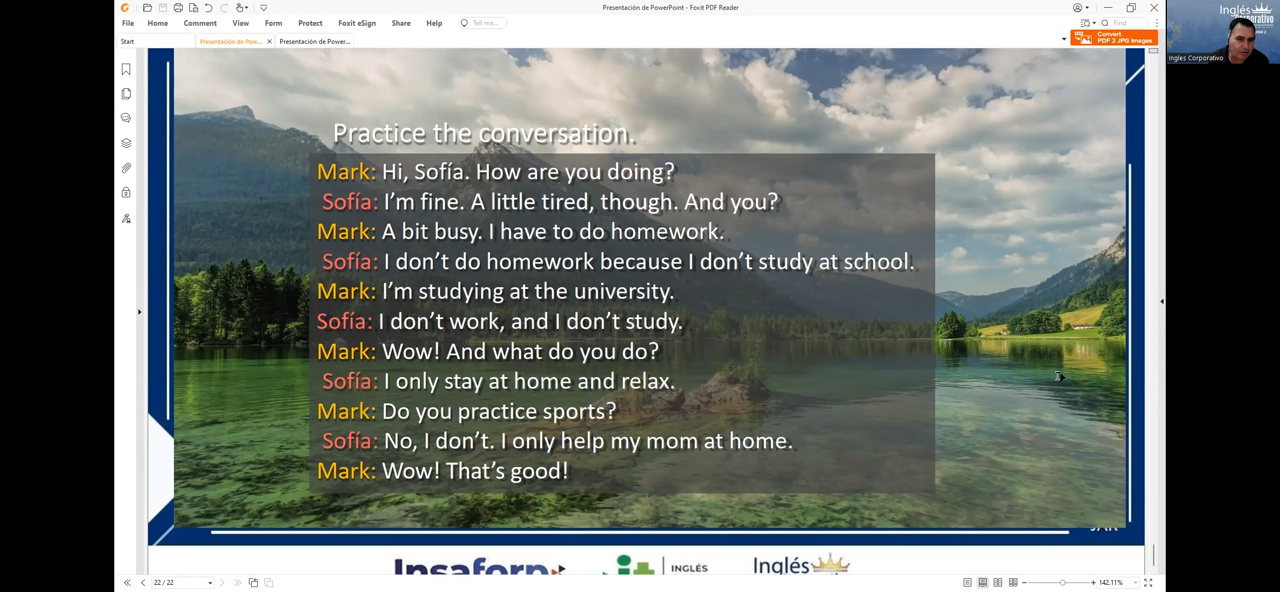 Presentación de PowerPoint - Foxit PDF Reader
File Home Comment View Form Protect Foxit eSign Share Help Tell me... Find
Start Presentación de Pow... Presentación de Power...
Convert
PDF 2 JPG Images
Inglés
Corporativo
Ingles Corporativo
Practice the conversation.
Mark: Hi, Sofía. How are you doing?
Sofía: I'm fine. A little tired, though. And you?
Mark: A bit busy. I have to do homework.
Sofía: I don't do homework because I don't study at school.
Mark: I'm studying at the university.
Sofía: I don't work, and I don't study.
Mark: Wow! And what do you do?
Sofía: I only stay at home and relax.
Mark: Do you practice sports?
Sofía: No, I don't. I only help my mom at home.
Mark: Wow! That's good!
Insaforp INGLÉS Inglés
22 / 22 142.11%